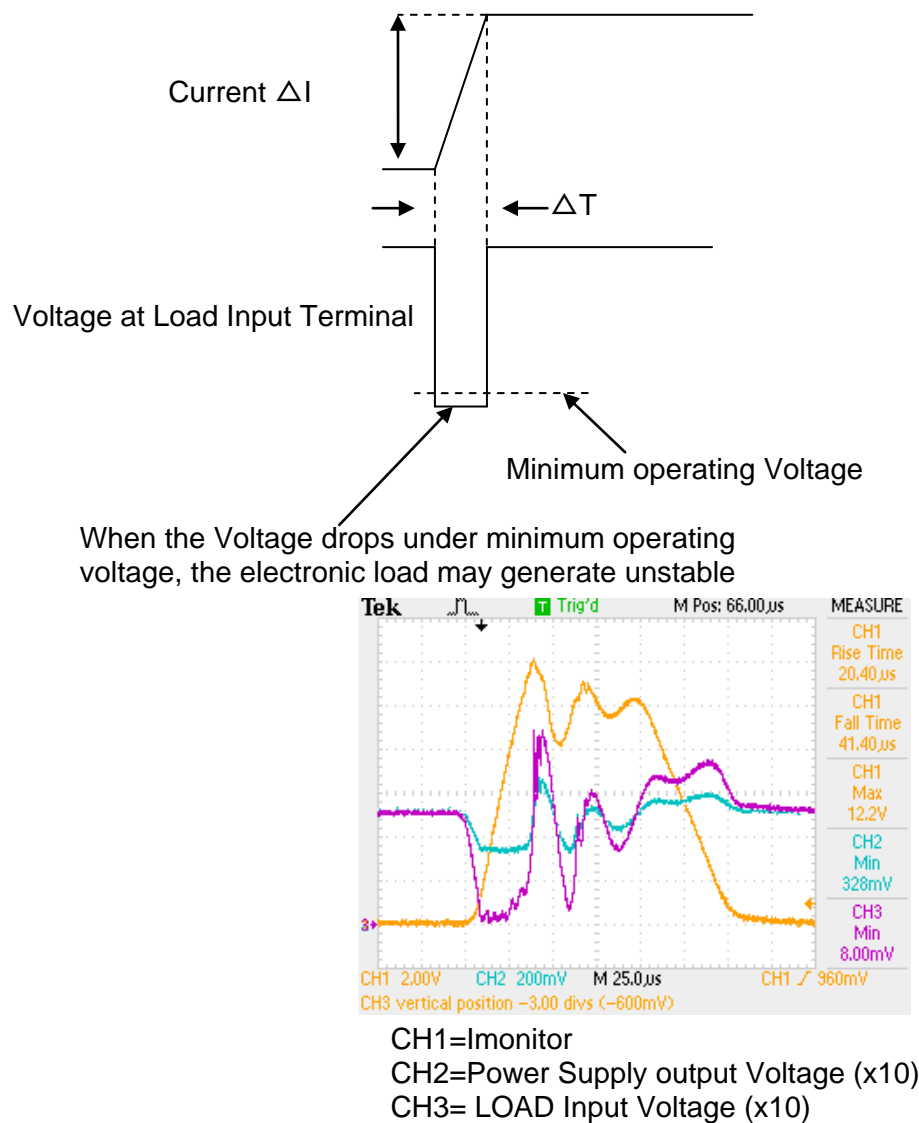 Current △I
△T
Voltage at Load Input Terminal
Minimum operating Voltage
When the Voltage drops under minimum operating
voltage, the electronic load may generate unstable
Tek T Trig'd M Pos: 66.00us MEASURE
CH1
Rise Time
20.40us
CH1
Fall Time
41.40us
CH1
Max
12.2V
CH2
Min
328mV
CH3
Min
8.00mV
3
CH1 2.00V CH2 200mV M 25.0us CH1 960mV
CH3 vertical position -3.00 divs (-600mV)
CH1=Imonitor
CH2=Power Supply output Voltage (x10)
CH3= LOAD Input Voltage (x10)